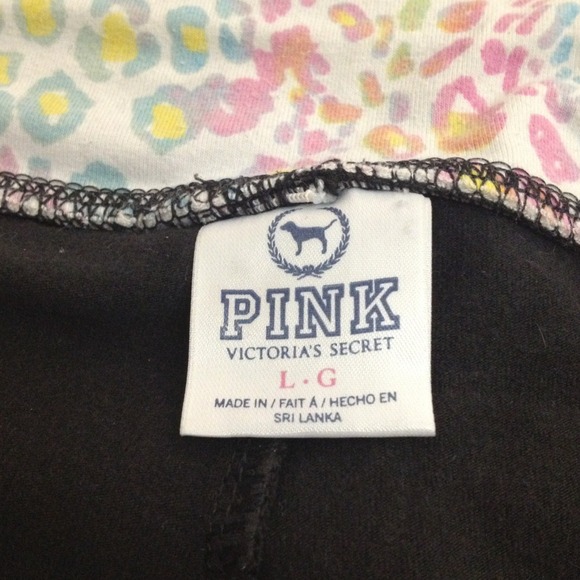 PINK
VICTORIA'S SECRET
L · G
MADE IN / FAIT Á / HECHO EN
SRI LANKA